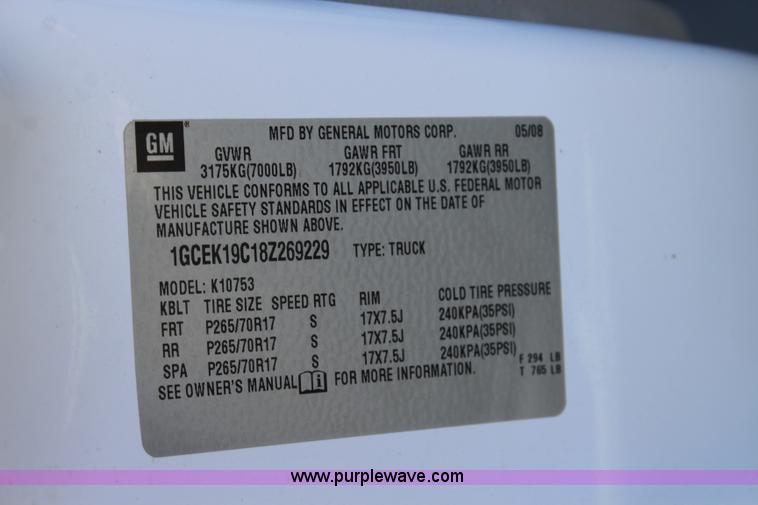 GM ®
MFD BY GENERAL MOTORS CORP. 05/08
GVWR GAWR FRT GAWR RR
3175KG(7000LB) 1792KG(3950LB) 1792KG(3950LB)
THIS VEHICLE CONFORMS TO ALL APPLICABLE U.S. FEDERAL MOTOR
VEHICLE SAFETY STANDARDS IN EFFECT ON THE DATE OF
MANUFACTURE SHOWN ABOVE.
1GCEK19C18Z269229 TYPE: TRUCK
MODEL: K10753
KBLT TIRE SIZE SPEED RTG RIM COLD TIRE PRESSURE
FRT P265/70R17 S 17X7.5J 240KPA(35PSI)
RR P265/70R17 S 17X7.5J 240KPA(35PSI)
SPA P265/70R17 S 17X7.5J 240KPA(35PSI)
F 294 LB
SEE OWNER'S MANUAL i FOR MORE INFORMATION. T 765 LB
www.purplewave.com